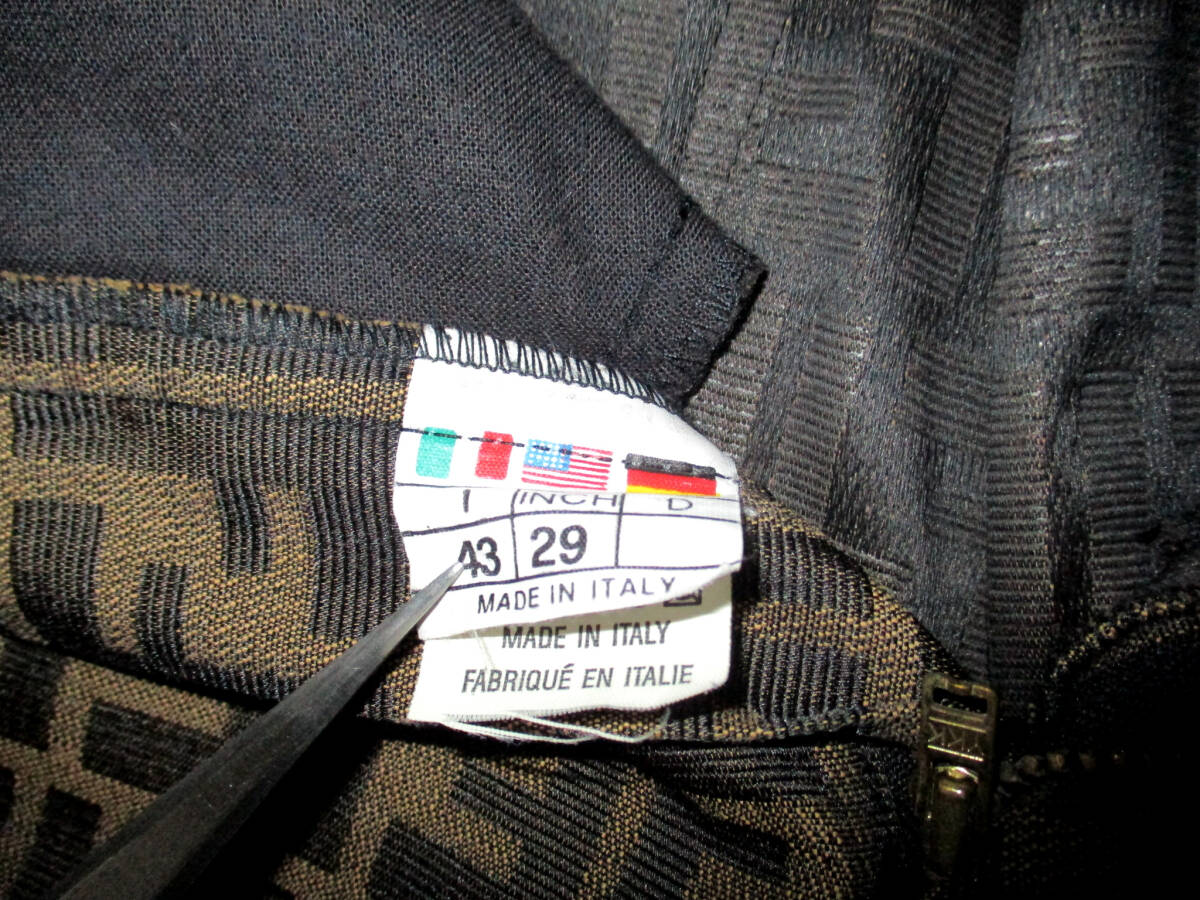 I INCH D
43 29
MADE IN ITALY
MADE IN ITALY
FABRIQUÉ EN ITALIE